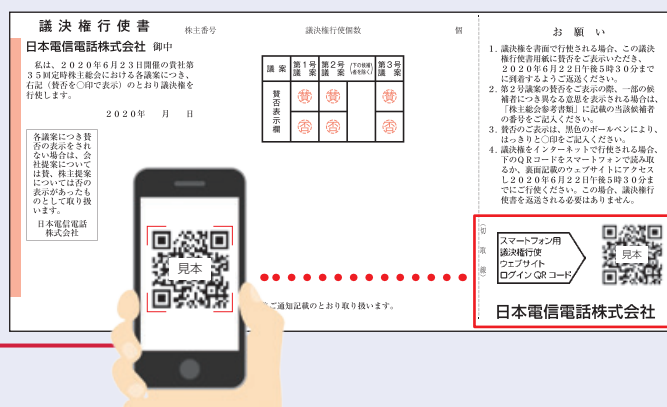 議決権行使書
株主番号
議決権行使個数
個
日本電信電話株式会社 御中
私は、2020年6月23日開催の貴社第
35回定時株主総会における各議案につき、
右記（賛否を○印で表示）のとおり議決権を
行使します。
2020年 月 日
各議案につき賛
否の表示をされ
ない場合は、会
社提案について
は賛、株主提案
については否の
表示があったも
のとして取り扱
います。
日本電信電話
株式会社
議案 第1号議案 第2号議案 (下の候補者を除く) 第3号議案
賛否表示欄
賛 賛 賛
否 否 否
見本
ご通知記載のとおり取り扱います。
お願い
1. 議決権を書面で行使される場合、この議決
権行使書用紙に賛否をご表示いただき、
2020年6月22日午後5時30分まで
に到着するようご返送ください。
2. 第2号議案の賛否をご表示の際、一部の候
補者につき異なる意思を表示される場合は、
「株主総会参考書類」に記載の当該候補者
の番号をご記入ください。
3. 賛否のご表示は、黒色のボールペンにより、
はっきりと○印をご記入ください。
4. 議決権をインターネットで行使される場合、
下のQRコードをスマートフォンで読み取
るか、裏面記載のウェブサイトにアクセス
し2020年6月22日午後5時30分ま
でにご行使ください。この場合、議決権行
使書を返送される必要はありません。
（切取線）
スマートフォン用
議決権行使
ウェブサイト
ログインQRコード
見本
日本電信電話株式会社